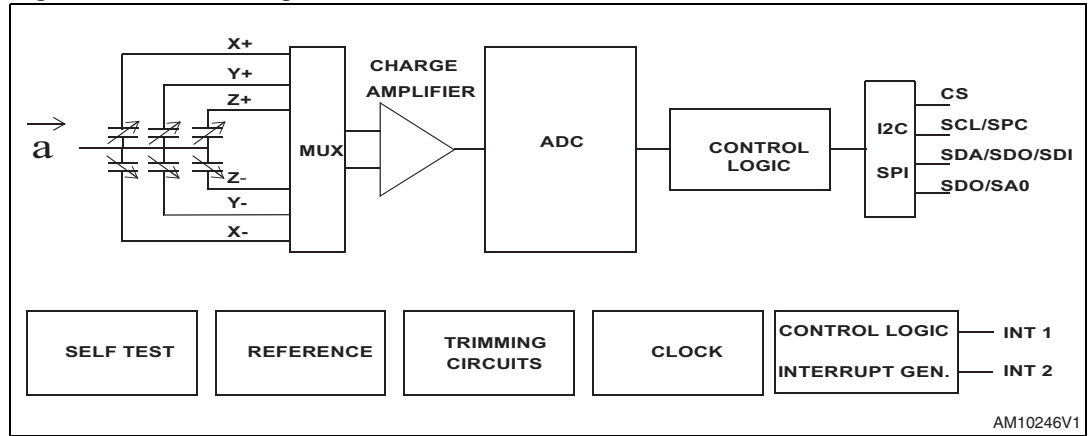 X+
Y+
Z+
a
Z-
Y-
X-
MUX
CHARGE
AMPLIFIER
ADC
CONTROL
LOGIC
I2C
SPI
CS
SCL/SPC
SDA/SDO/SDI
SDO/SA0
SELF TEST
REFERENCE
TRIMMING
CIRCUITS
CLOCK
CONTROL LOGIC
INTERRUPT GEN.
INT 1
INT 2
AM10246V1